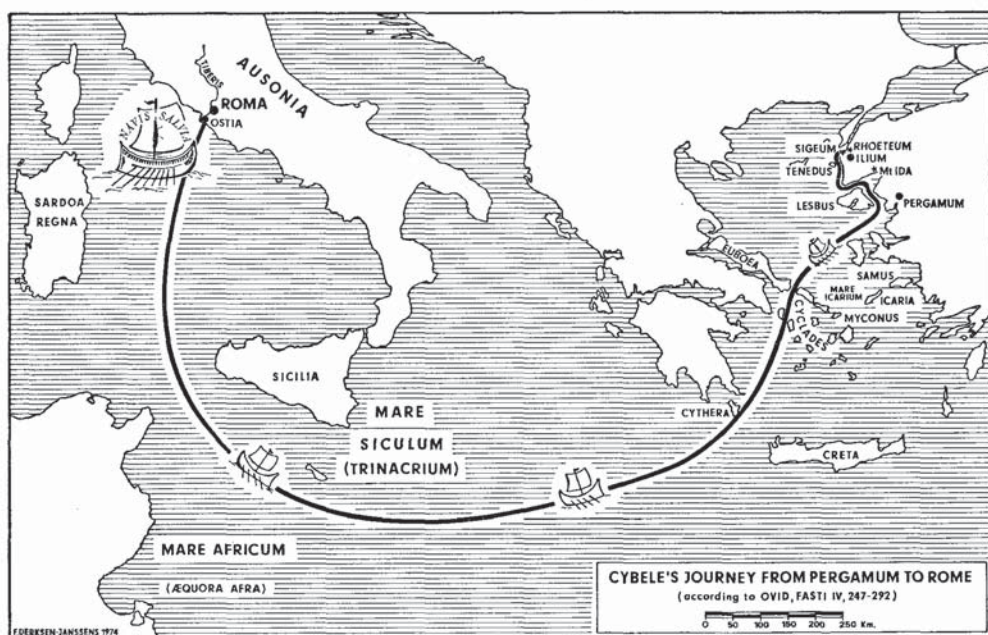 TIBERIS
AUSONIA
ROMA
OSTIA
NAVIS SALVIA
SARDOA
REGNA
SIGEUM
RHOETEUM
ILIUM
TENEDUS
Mt IDA
LESBUS
PERGAMUM
EUBOEA
SAMUS
MARE
ICARIUM
ICARIA
MYCONUS
CYCLADES
SICILIA
CYTHERA
MARE
SICULUM
(TRINACRIUM)
CRETA
MARE AFRICUM
(ÆQUORA AFRA)
CYBELE'S JOURNEY FROM PERGAMUM TO ROME
(according to OVID, FASTI IV, 247-292)
0 50 100 150 200 250 Km.
F.DERKSEN-JANSSENS 1974